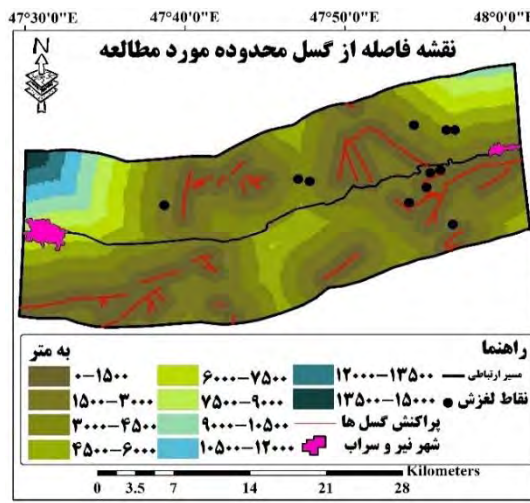 47°30'0"E 47°40'0"E 47°50'0"E 48°0'0"E
نقشه فاصله از گسل محدوده مورد مطالعه
N
راهنما
به متر
مسیر ارتباطی
نقاط لغزش
پراکنش گسل ها
شهر نیر و سراب
۱۲۰۰۰-۱۳۵۰۰
۱۳۵۰۰-۱۵۰۰۰
۶۰۰۰-۷۵۰۰
۷۵۰۰-۹۰۰۰
۹۰۰۰-۱۰۵۰۰
۱۰۵۰۰-۱۲۰۰۰
۰-۱۵۰۰
۱۵۰۰-۳۰۰۰
۳۰۰۰-۴۵۰۰
۴۵۰۰-۶۰۰۰
Kilometers
0 3.5 7 14 21 28